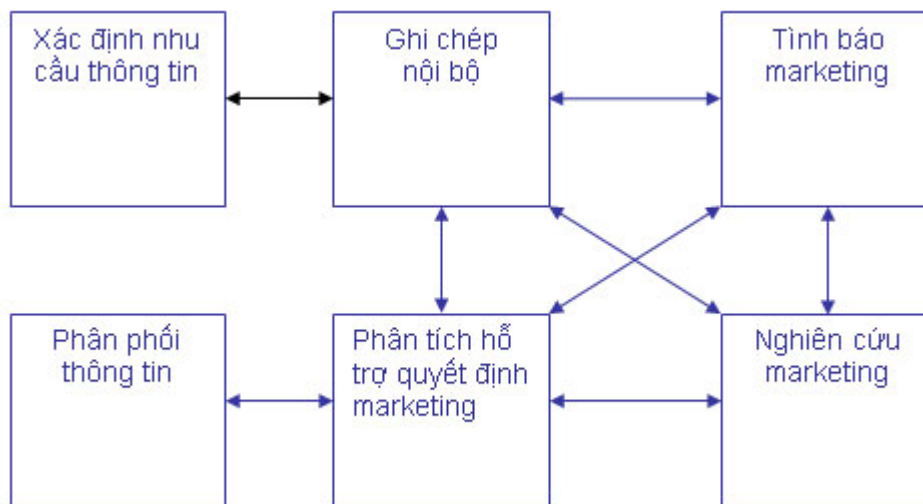 Xác định nhu
cầu thông tin
Ghi chép
nội bộ
Tình báo
marketing
Phân phối
thông tin
Phân tích hỗ
trợ quyết định
marketing
Nghiên cứu
marketing